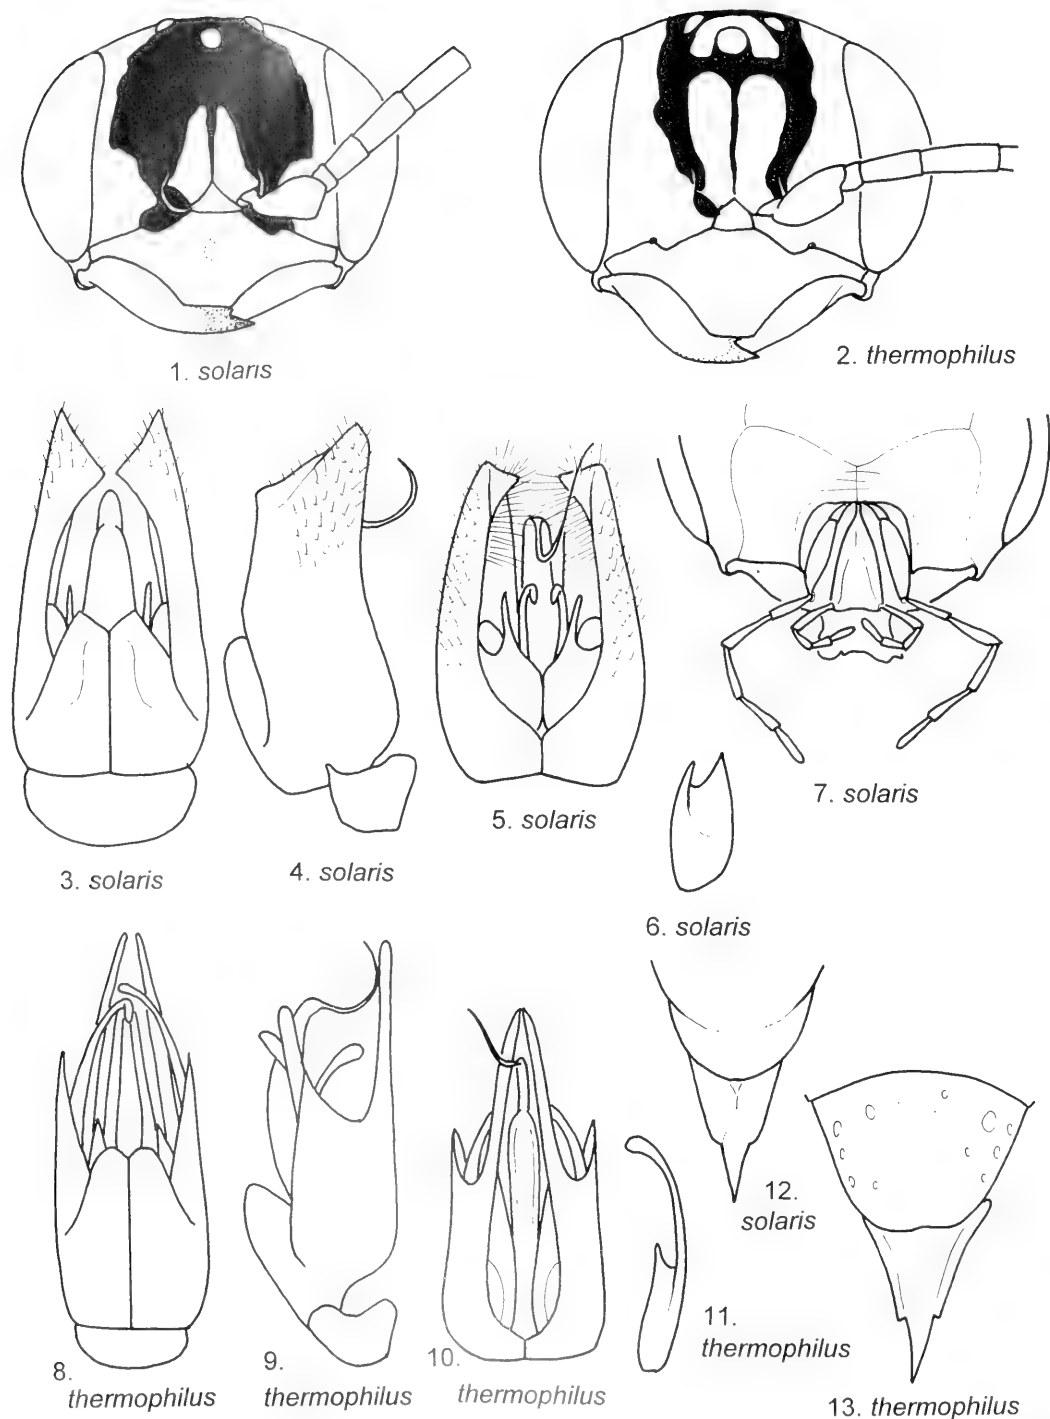 1. solaris
2. thermophilus
3. solaris
4. solaris
5. solaris
6. solaris
7. solaris
8.
thermophilus
9.
thermophilus
10.
thermophilus
11.
thermophilus
12.
solaris
13. thermophilus